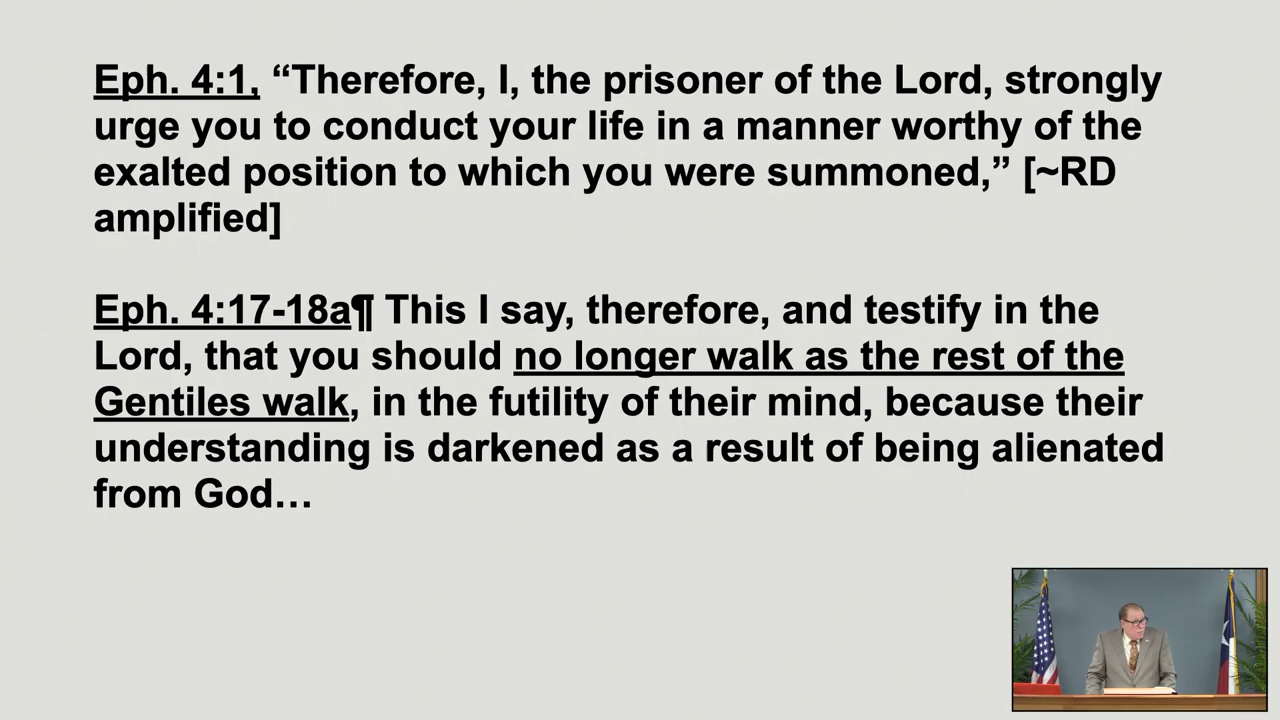 Eph. 4:1, “Therefore, I, the prisoner of the Lord, strongly
urge you to conduct your life in a manner worthy of the
exalted position to which you were summoned,” [~RD
amplified]
Eph. 4:17-18a¶ This I say, therefore, and testify in the
Lord, that you should no longer walk as the rest of the
Gentiles walk, in the futility of their mind, because their
understanding is darkened as a result of being alienated
from God…